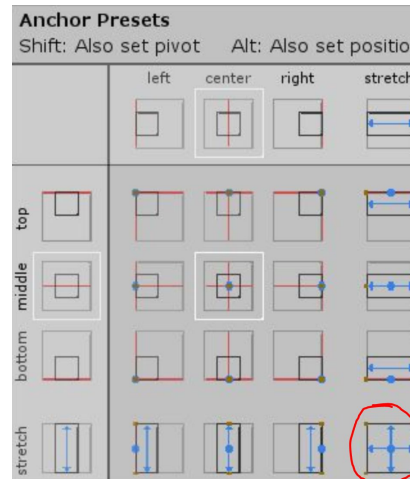 Anchor Presets
Shift: Also set pivot Alt: Also set positio
left center right stretch
top
middle
bottom
stretch